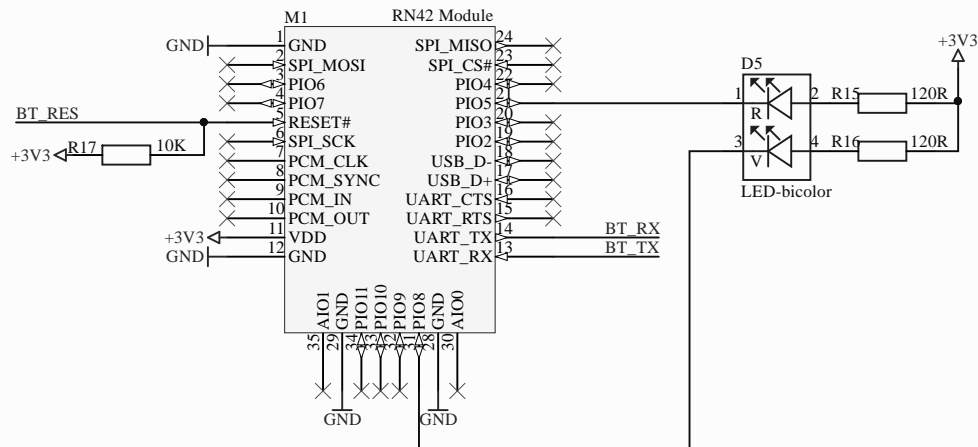 M1 RN42 Module
GND 1 GND SPI_MISO 24
2 SPI_MOSI SPI_CS# 23
3 PIO6 PIO4 22
4 PIO7 PIO5 21
BT_RES 5 RESET# PIO3 20
6 SPI_SCK PIO2 19
+3V3 R17 10K
7 PCM_CLK USB_D- 18
8 PCM_SYNC USB_D+ 17
9 PCM_IN UART_CTS 16
10 PCM_OUT UART_RTS 15
+3V3 11 VDD UART_TX 14 BT_RX
GND 12 GND UART_RX 13 BT_TX
AIO1 GND PIO11 PIO10 PIO9 PIO8 GND AIO0
35 29 34 33 32 31 28 30
GND GND
+3V3
D5
1 R 2 R15 120R
3 V 4 R16 120R
LED-bicolor